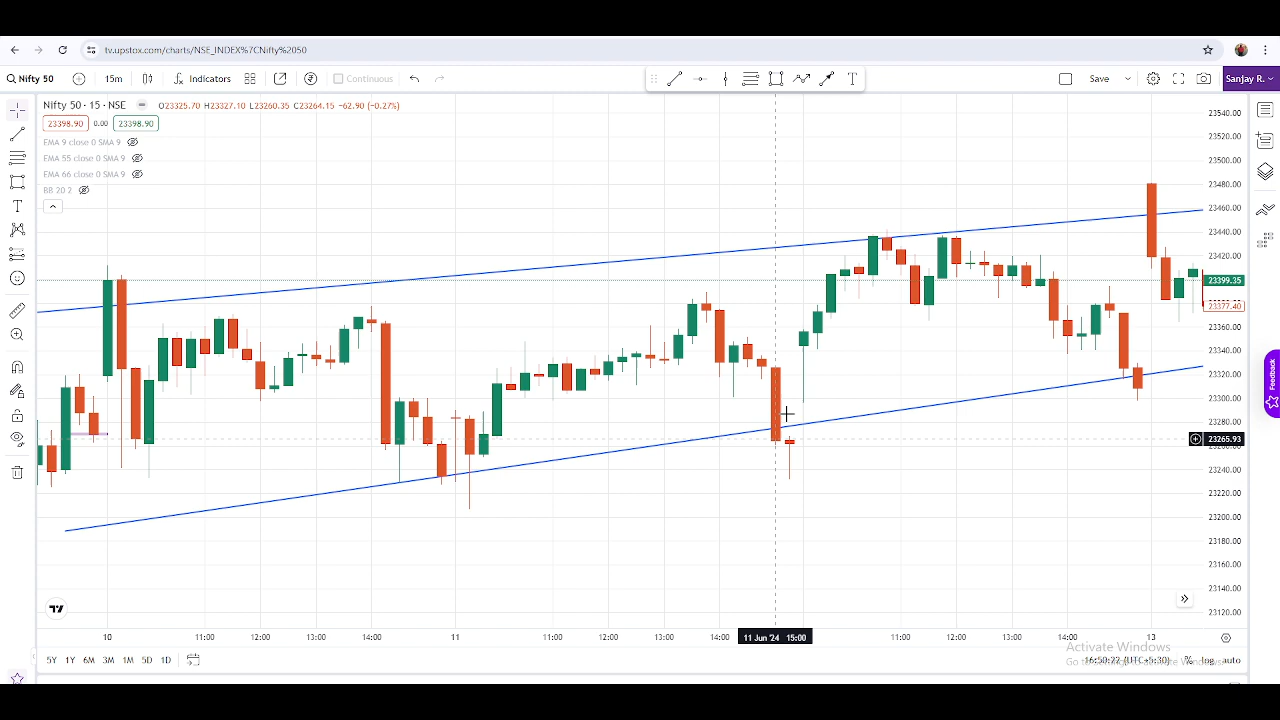 tv.upstox.com/charts/NSE_INDEX%7CNifty%2050
Nifty 50 15m Indicators Continuous T Save Sanjay R.
Nifty 50 · 15 · NSE O23325.70 H23327.10 L23260.35 C23264.15 −62.90 (−0.27%)
23398.90 0.00 23398.90
EMA 9 close 0 SMA 9
EMA 55 close 0 SMA 9
EMA 66 close 0 SMA 9
BB 20 2
23540.00
23520.00
23500.00
23480.00
23460.00
23440.00
23420.00
23399.35
23377.40
23360.00
23340.00
23320.00
23300.00
23280.00
23265.93
23240.00
23220.00
23200.00
23180.00
23160.00
23140.00
23120.00
Feedback
10 11:00 12:00 13:00 14:00 11 11:00 12:00 13:00 14:00 11 Jun '24 15:00 11:00 12:00 13:00 14:00 13
Activate Windows
5Y 1Y 6M 3M 1M 5D 1D 16:50:22 (UTC+5:30) % log auto